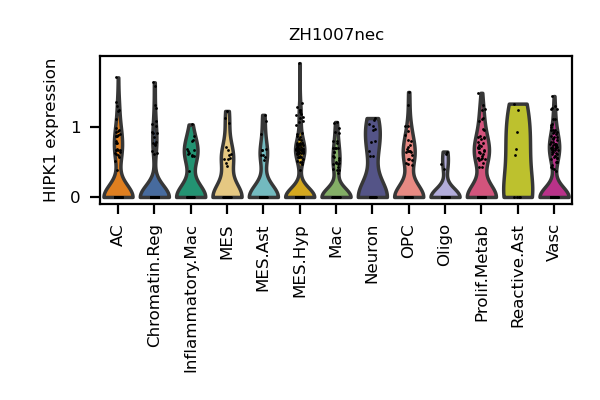 ZH1007nec
HIPK1 expression
1
0
AC
Chromatin.Reg
Inflammatory.Mac
MES
MES.Ast
MES.Hyp
Mac
Neuron
OPC
Oligo
Prolif.Metab
Reactive.Ast
Vasc